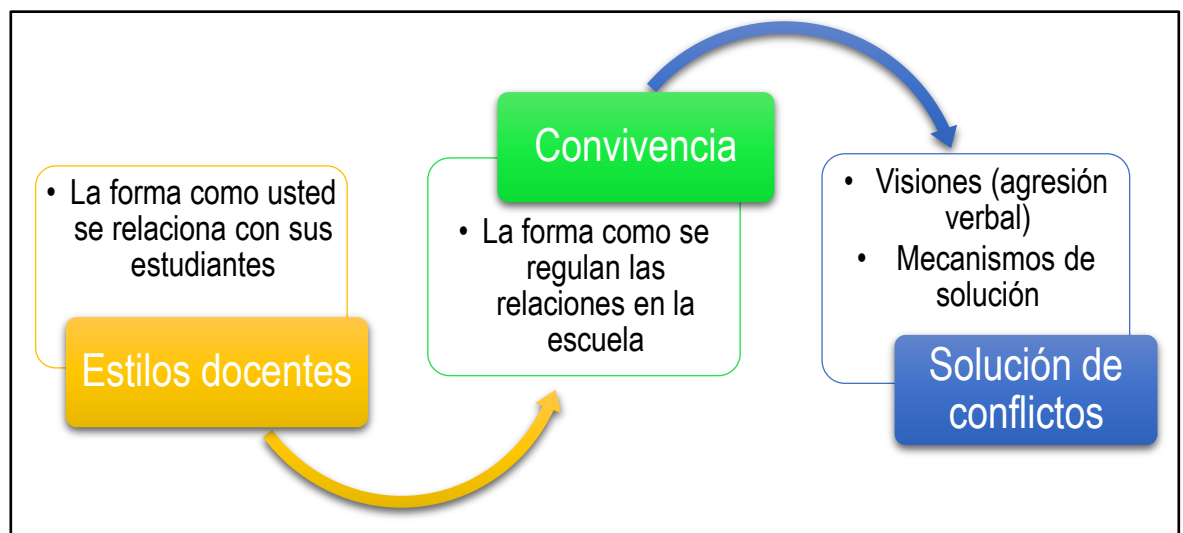 • La forma como usted
se relaciona con sus
estudiantes
Estilos docentes
Convivencia
• La forma como se
regulan las
relaciones en la
escuela
• Visiones (agresión
verbal)
• Mecanismos de
solución
Solución de
conflictos